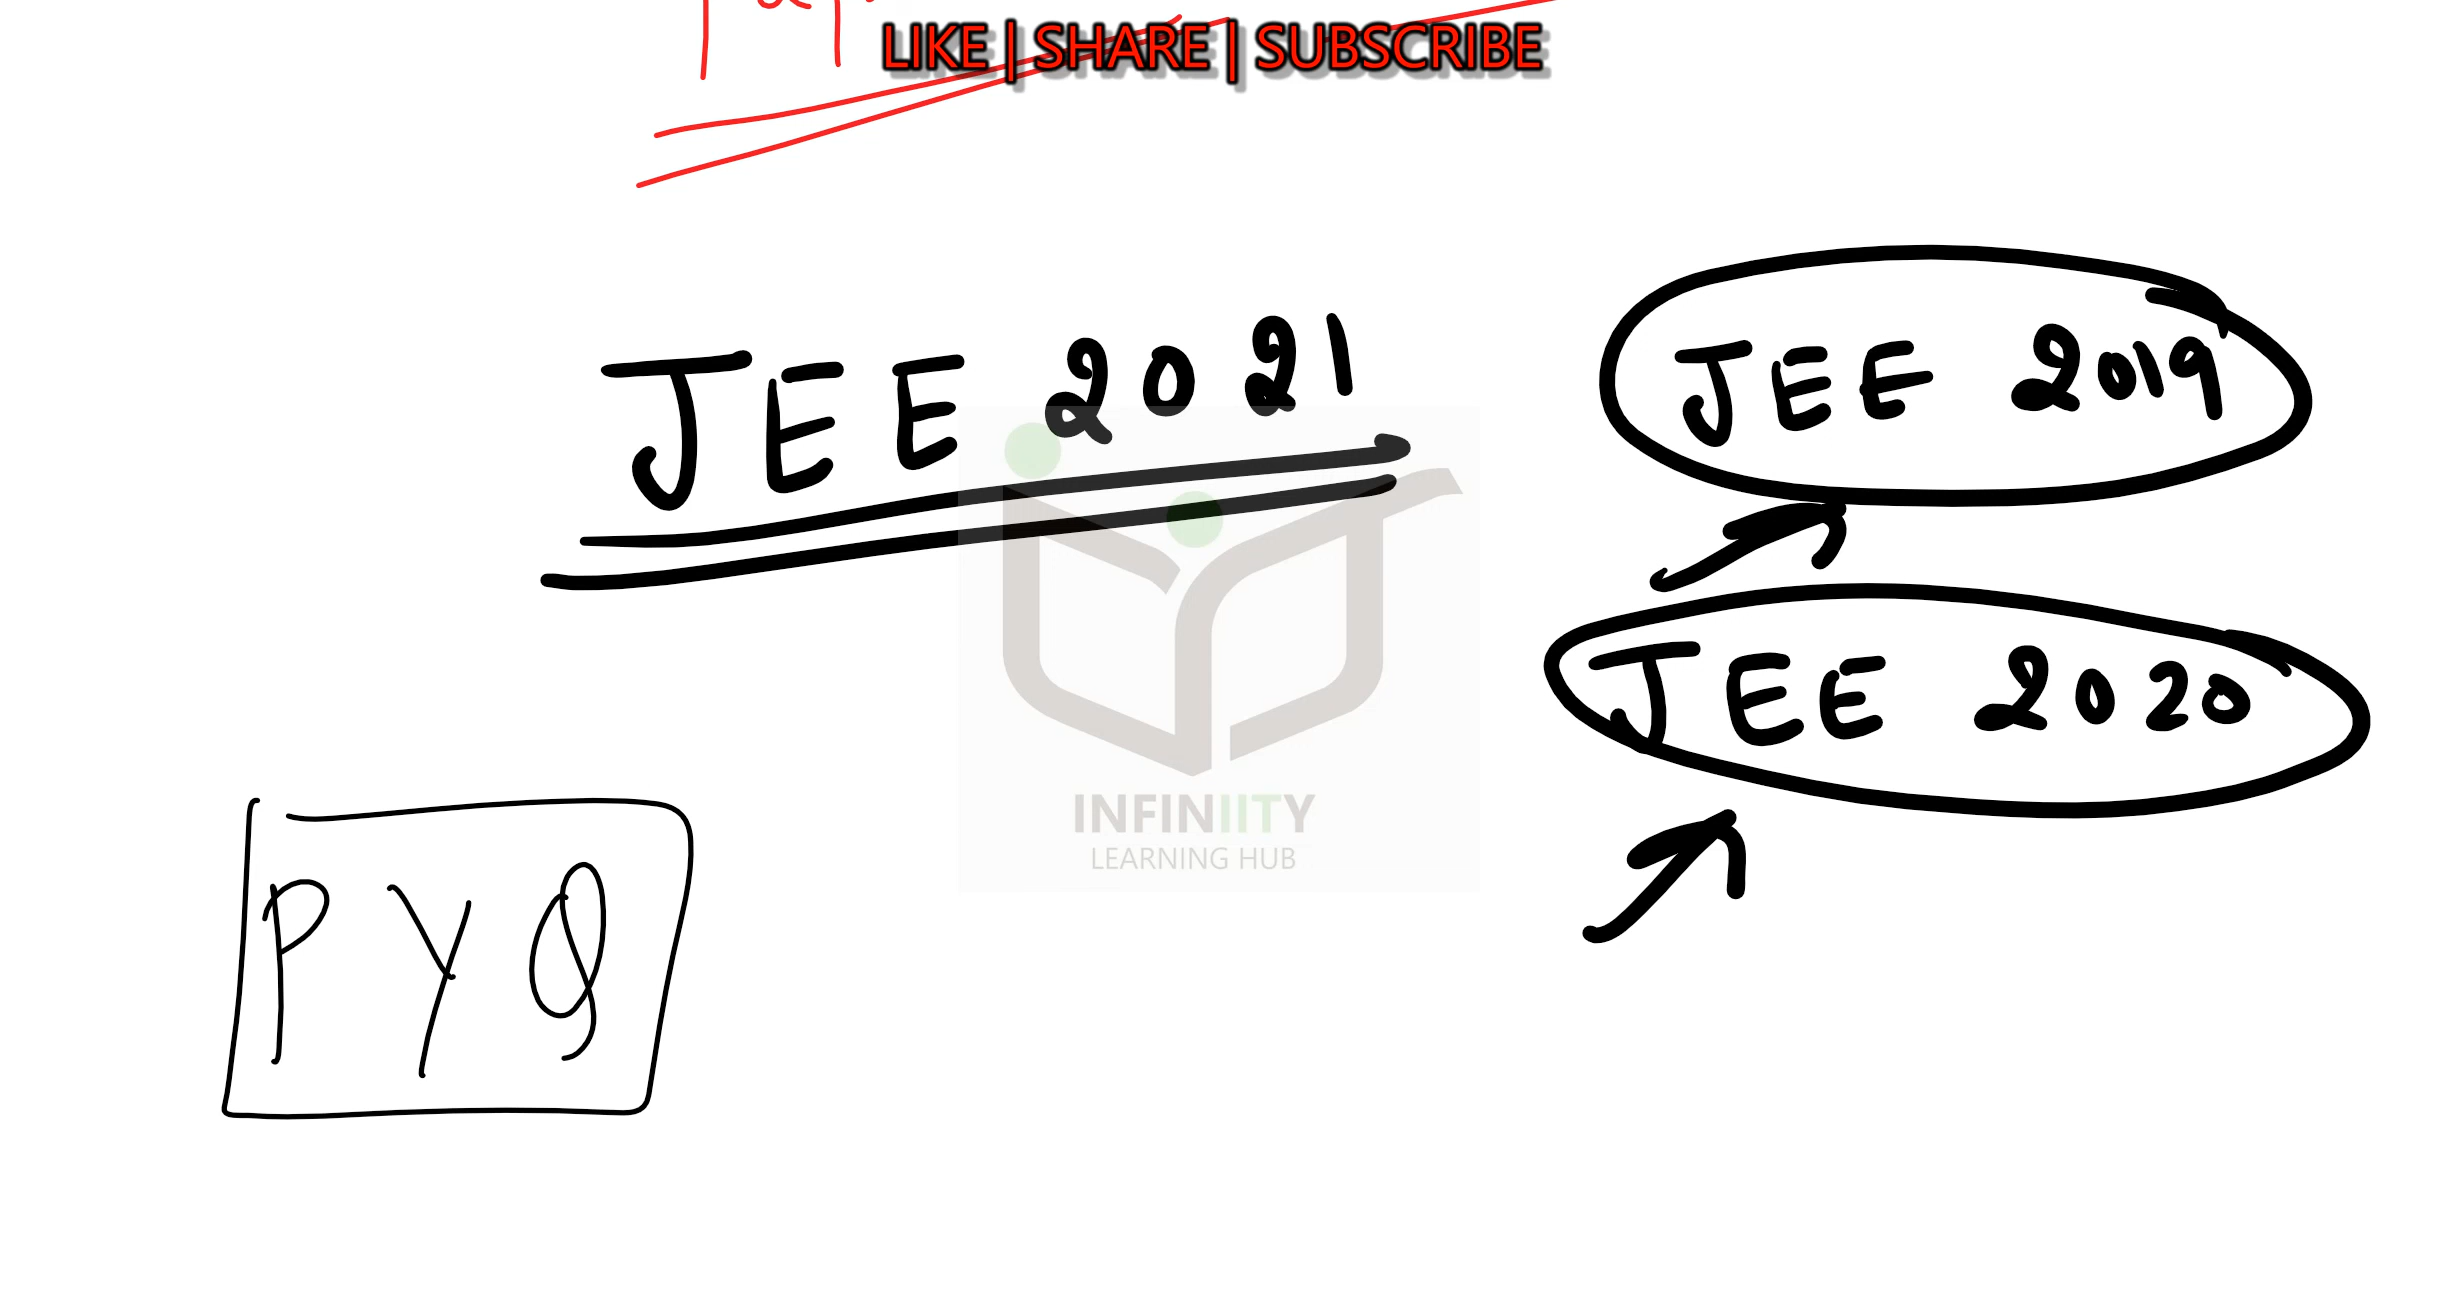 LIKE | SHARE | SUBSCRIBE
JEE 2021
JEE 2019
JEE 2020
INFINIITY
LEARNING HUB
PYQ